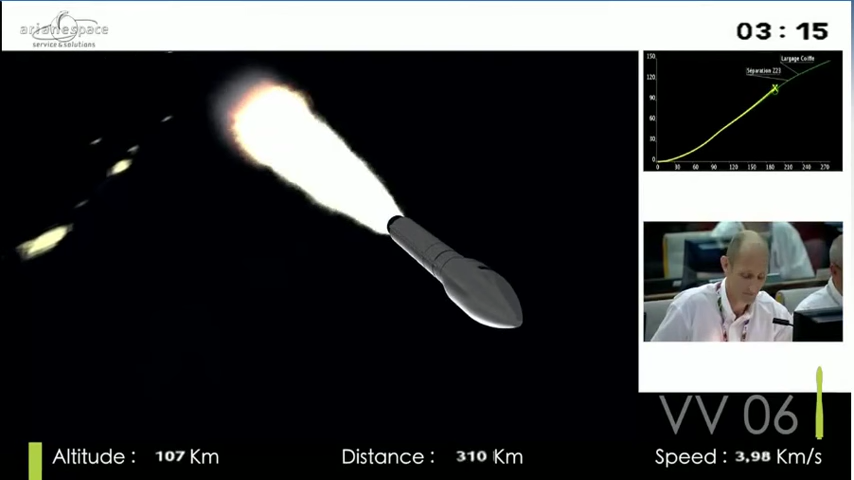 arianespace
service & solutions
03 : 15
150
120
90
60
30
0
Largage Coiffe
Séparation Z23
0 30 60 90 120 150 180 210 240 270
VV 06
Altitude : 107 Km
Distance : 310 Km
Speed : 3,98 Km/s